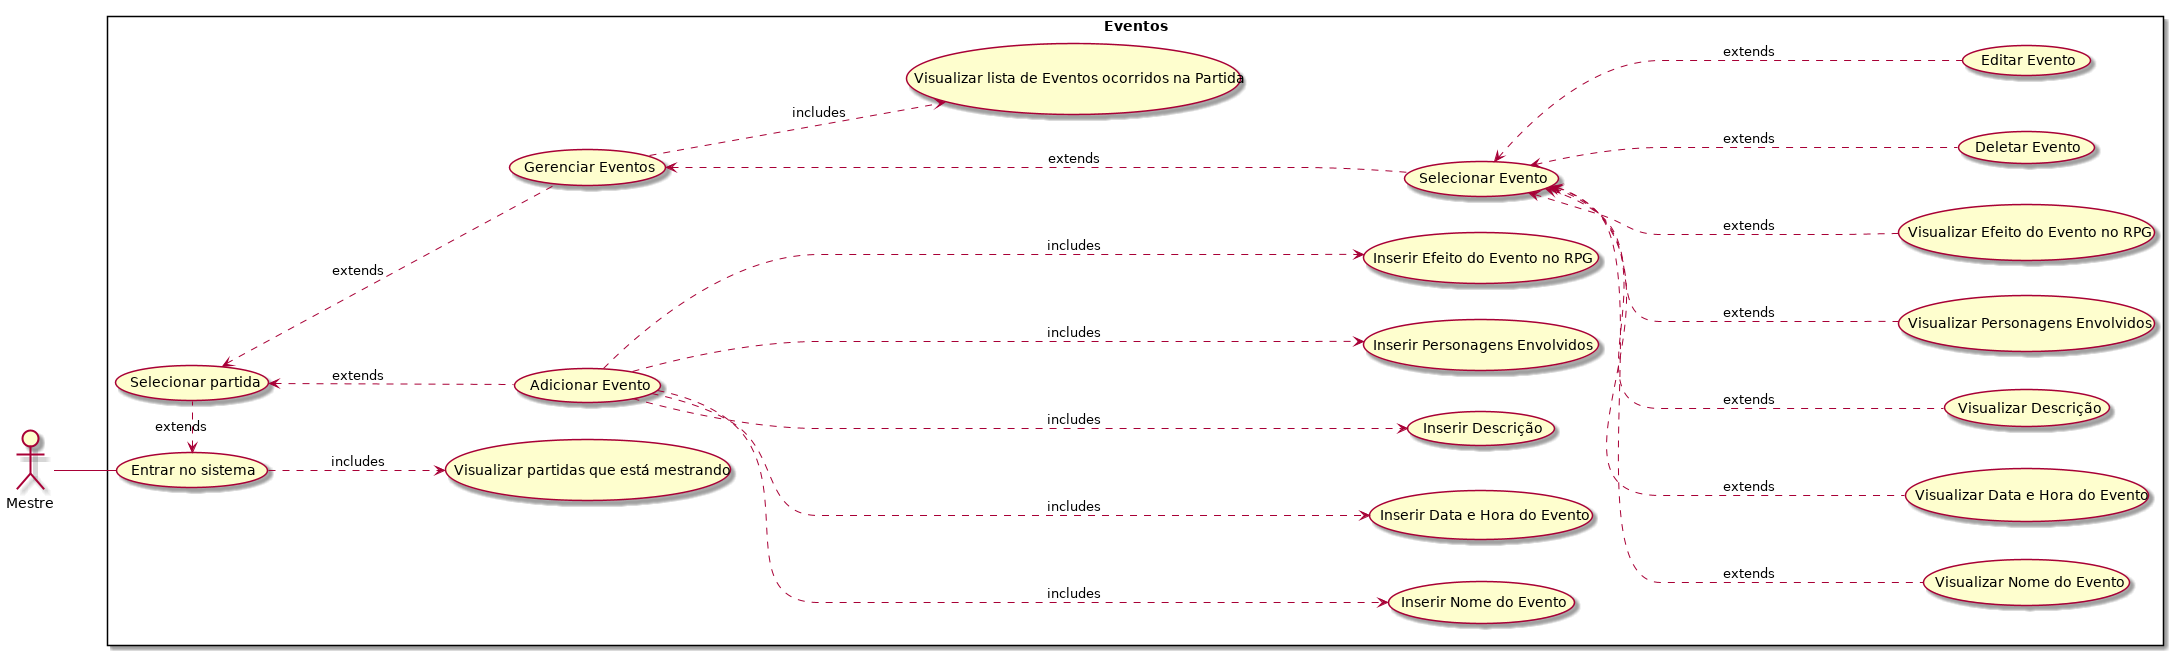 Eventos
extends
Editar Evento
Visualizar lista de Eventos ocorridos na Partida
includes
extends
Deletar Evento
extends
Gerenciar Eventos
Selecionar Evento
extends
Visualizar Efeito do Evento no RPG
includes
Inserir Efeito do Evento no RPG
extends
extends
Visualizar Personagens Envolvidos
includes
Inserir Personagens Envolvidos
Selecionar partida
extends
Adicionar Evento
extends
Visualizar Descrição
extends
includes
Inserir Descrição
Entrar no sistema
includes
Visualizar partidas que está mestrando
Mestre
extends
Visualizar Data e Hora do Evento
includes
Inserir Data e Hora do Evento
extends
Visualizar Nome do Evento
includes
Inserir Nome do Evento